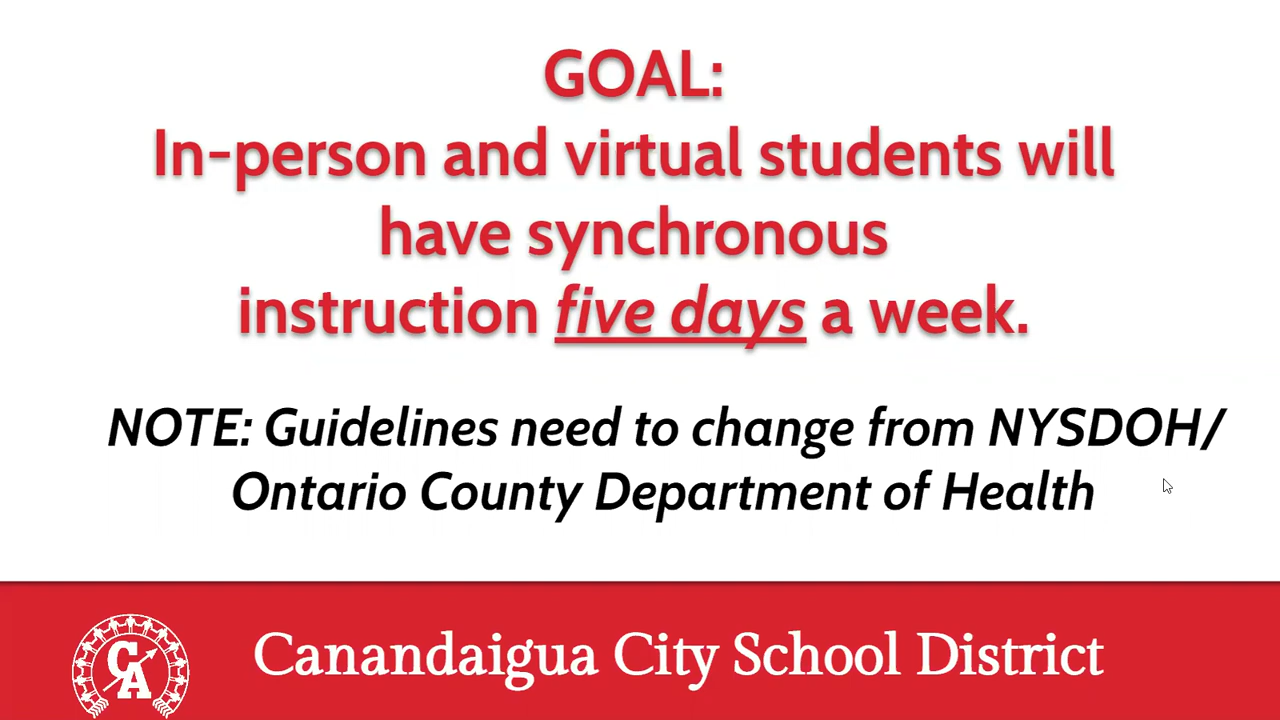 GOAL:
In-person and virtual students will
have synchronous
instruction five days a week.
NOTE: Guidelines need to change from NYSDOH/
Ontario County Department of Health
CA
Canandaigua City School District